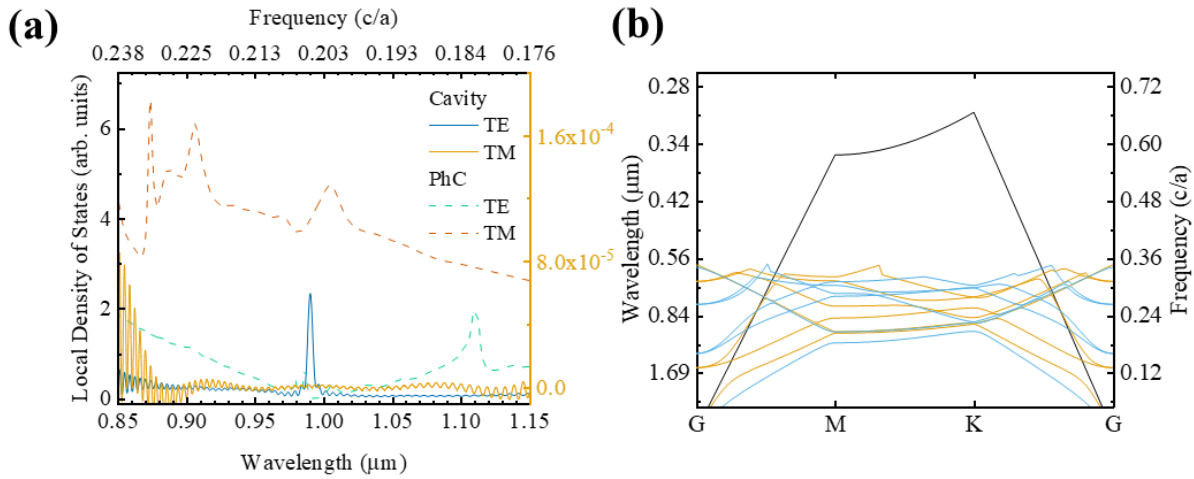 (a)
Frequency (c/a)
0.238 0.225 0.213 0.203 0.193 0.184 0.176
Local Density of States (arb. units)
6
4
2
0
Cavity
TE
TM
PhC
TE
TM
1.6x10-4
8.0x10-5
0.0
0.85 0.90 0.95 1.00 1.05 1.10 1.15
Wavelength (μm)
(b)
Wavelength (μm)
0.28
0.34
0.42
0.56
0.84
1.69
0.72
0.60
0.48
0.36
0.24
0.12
Frequency (c/a)
G M K G